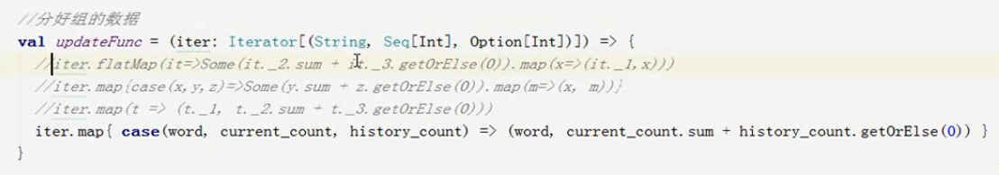 //分好组的数据
val updateFunc = (iter: Iterator[(String, Seq[Int], Option[Int])]) => {
//iter.flatMap(it=>Some(it._2.sum + it._3.getOrElse(0)).map(x=>(it._1,x)))
//iter.map{case(x,y,z)=>Some(y.sum + z.getOrElse(0)).map(m=>(x, m))}
//iter.map(t => (t._1, t._2.sum + t._3.getOrElse(0)))
iter.map{ case(word, current_count, history_count) => (word, current_count.sum + history_count.getOrElse(0)) }
}